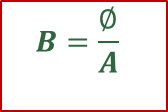 B = ∅/A